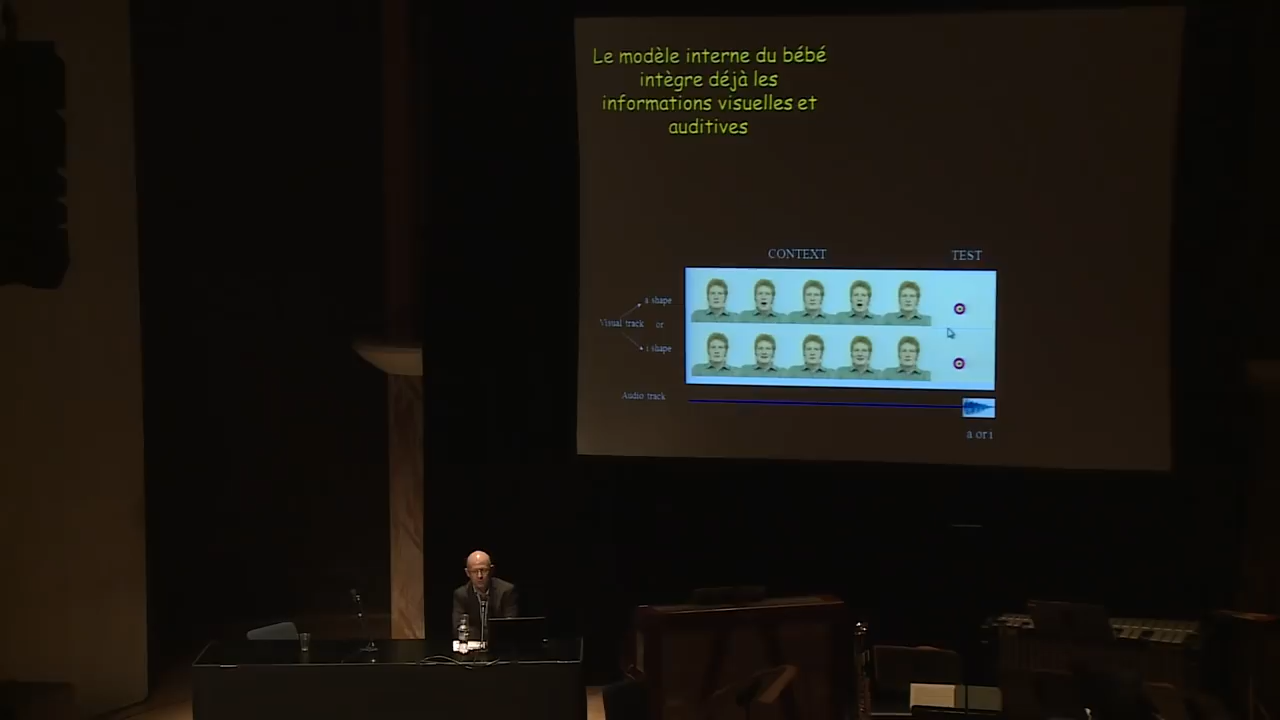 Le modèle interne du bébé
intègre déjà les
informations visuelles et
auditives
CONTEXT TEST
a shape
Visual track or
i shape
Audio track
a or i